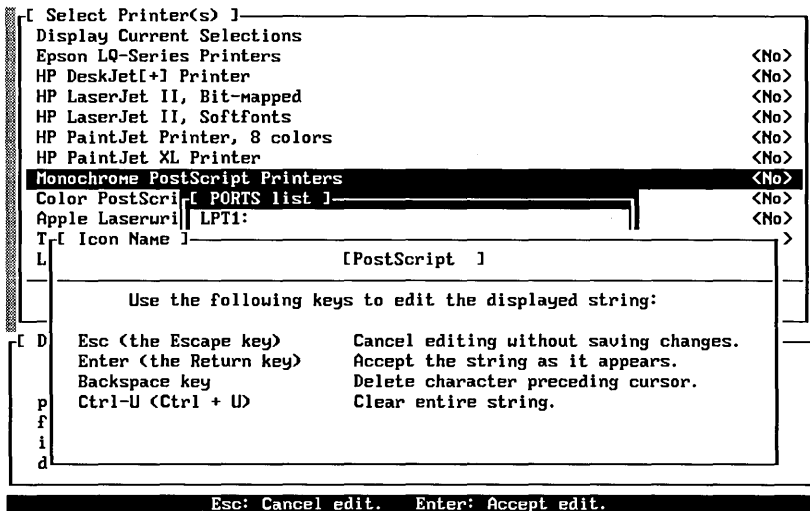 [ Select Printer(s) ]
Display Current Selections
Epson LQ-Series Printers <No>
HP DeskJet[+] Printer <No>
HP LaserJet II, Bit-mapped <No>
HP LaserJet II, Softfonts <No>
HP PaintJet Printer, 8 colors <No>
HP PaintJet XL Printer <No>
Monochrome PostScript Printers <No>
Color PostScri [ PORTS list ] <No>
Apple Laserwri LPT1: <No>
T [ Icon Name ] >
L [PostScript ]
Use the following keys to edit the displayed string:
[ D Esc (the Escape key) Cancel editing without saving changes.
Enter (the Return key) Accept the string as it appears.
Backspace key Delete character preceding cursor.
p Ctrl-U (Ctrl + U) Clear entire string.
f
i
d
Esc: Cancel edit. Enter: Accept edit.